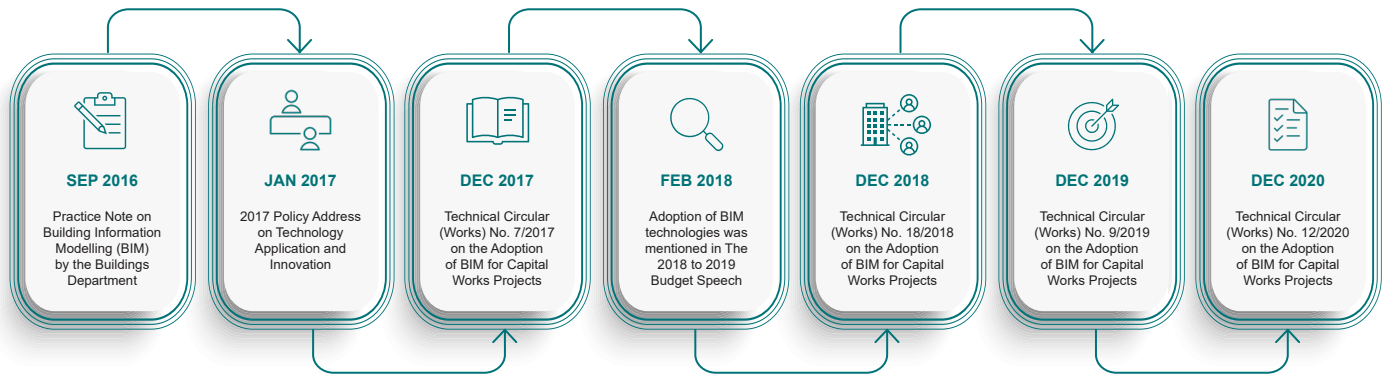 SEP 2016
Practice Note on
Building Information
Modelling (BIM)
by the Buildings
Department
JAN 2017
2017 Policy Address
on Technology
Application and
Innovation
DEC 2017
Technical Circular
(Works) No. 7/2017
on the Adoption
of BIM for Capital
Works Projects
FEB 2018
Adoption of BIM
technologies was
mentioned in The
2018 to 2019
Budget Speech
DEC 2018
Technical Circular
(Works) No. 18/2018
on the Adoption
of BIM for Capital
Works Projects
DEC 2019
Technical Circular
(Works) No. 9/2019
on the Adoption
of BIM for Capital
Works Projects
DEC 2020
Technical Circular
(Works) No. 12/2020
on the Adoption
of BIM for Capital
Works Projects